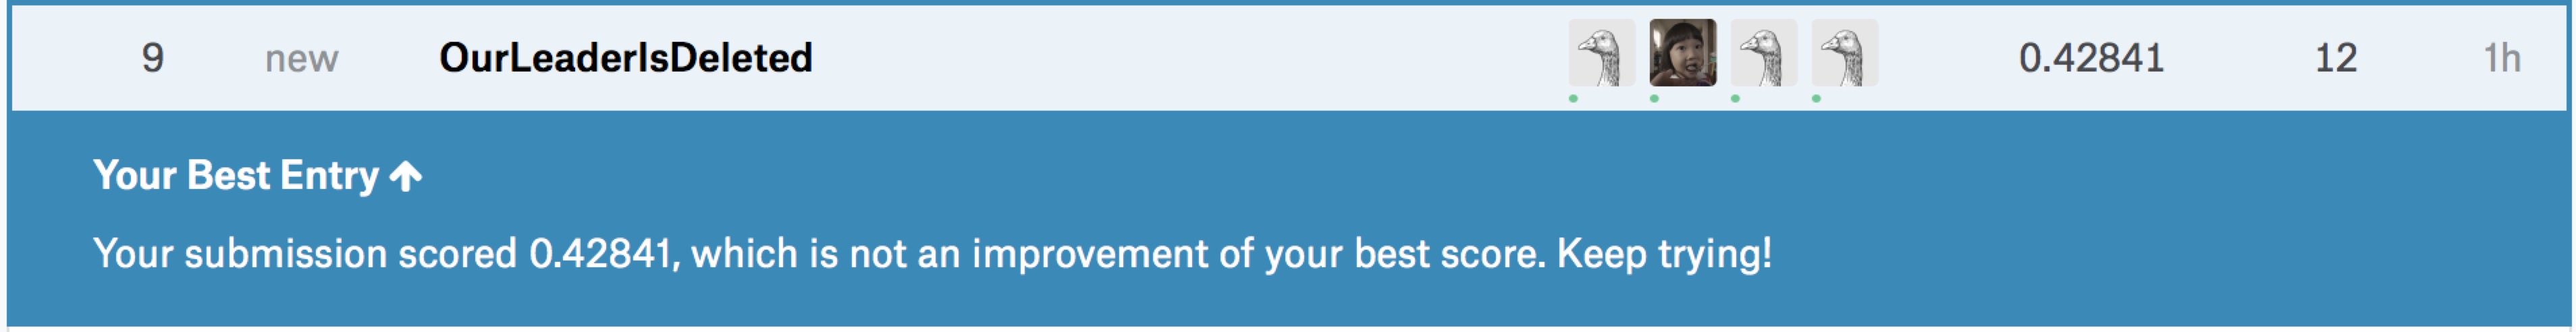 9 new OurLeaderIsDeleted 0.42841 12 1h
Your Best Entry ↑
Your submission scored 0.42841, which is not an improvement of your best score. Keep trying!